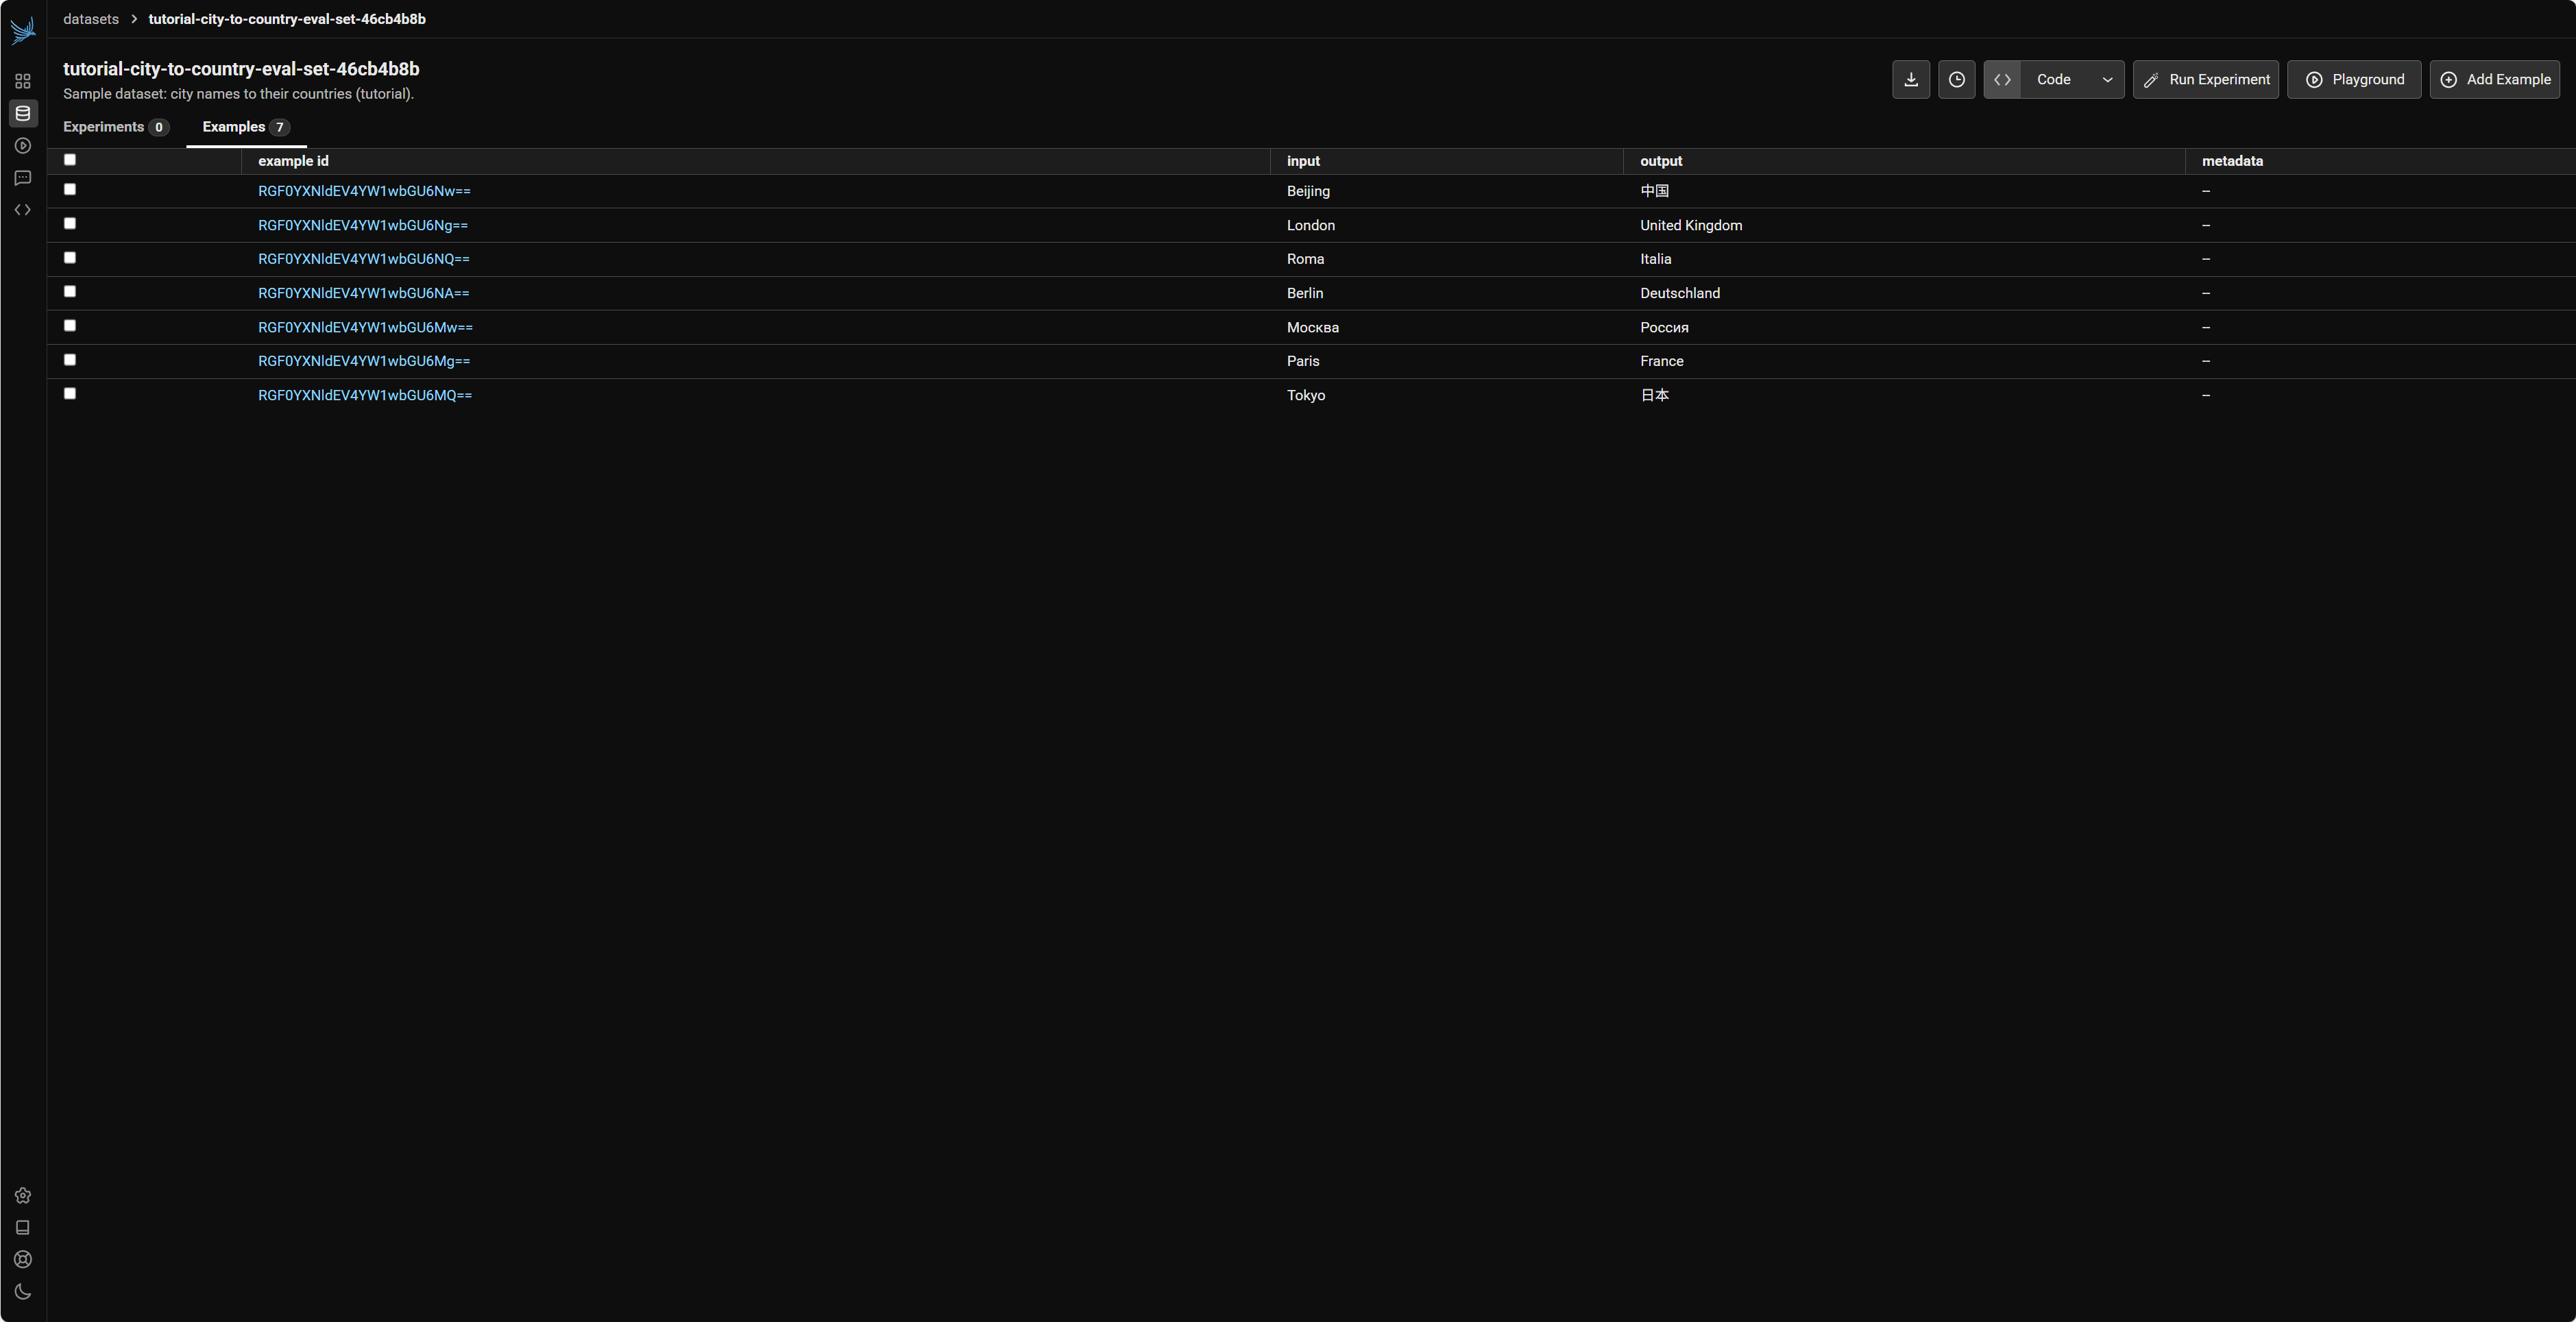 datasets > tutorial-city-to-country-eval-set-46cb4b8b
tutorial-city-to-country-eval-set-46cb4b8b
Sample dataset: city names to their countries (tutorial).
Code Run Experiment Playground Add Example
Experiments 0 Examples 7
example id input output metadata
RGF0YXNldEV4YW1wbGU6Nw== Beijing 中国 --
RGF0YXNldEV4YW1wbGU6Ng== London United Kingdom --
RGF0YXNldEV4YW1wbGU6NQ== Roma Italia --
RGF0YXNldEV4YW1wbGU6NA== Berlin Deutschland --
RGF0YXNldEV4YW1wbGU6Mw== Москва Россия --
RGF0YXNldEV4YW1wbGU6Mg== Paris France --
RGF0YXNldEV4YW1wbGU6MQ== Tokyo 日本 --